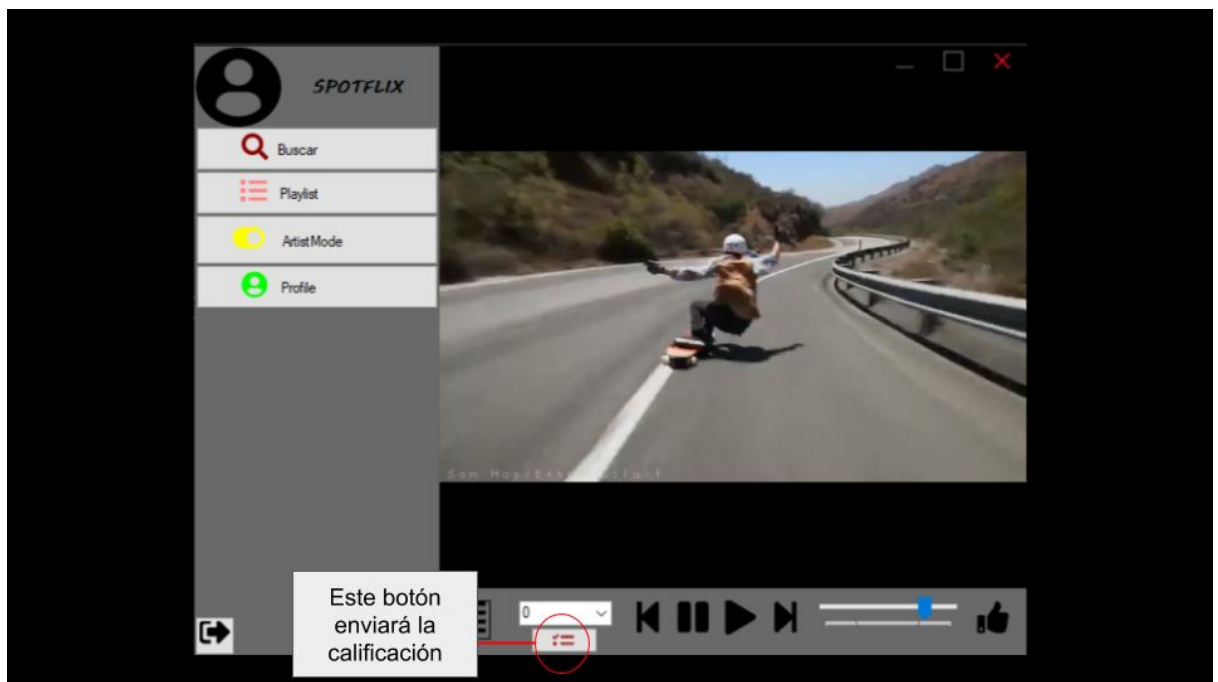 SPOTFLIX
Buscar
Playlist
ArtistMode
Profile
Este botón
enviará la
calificación
0